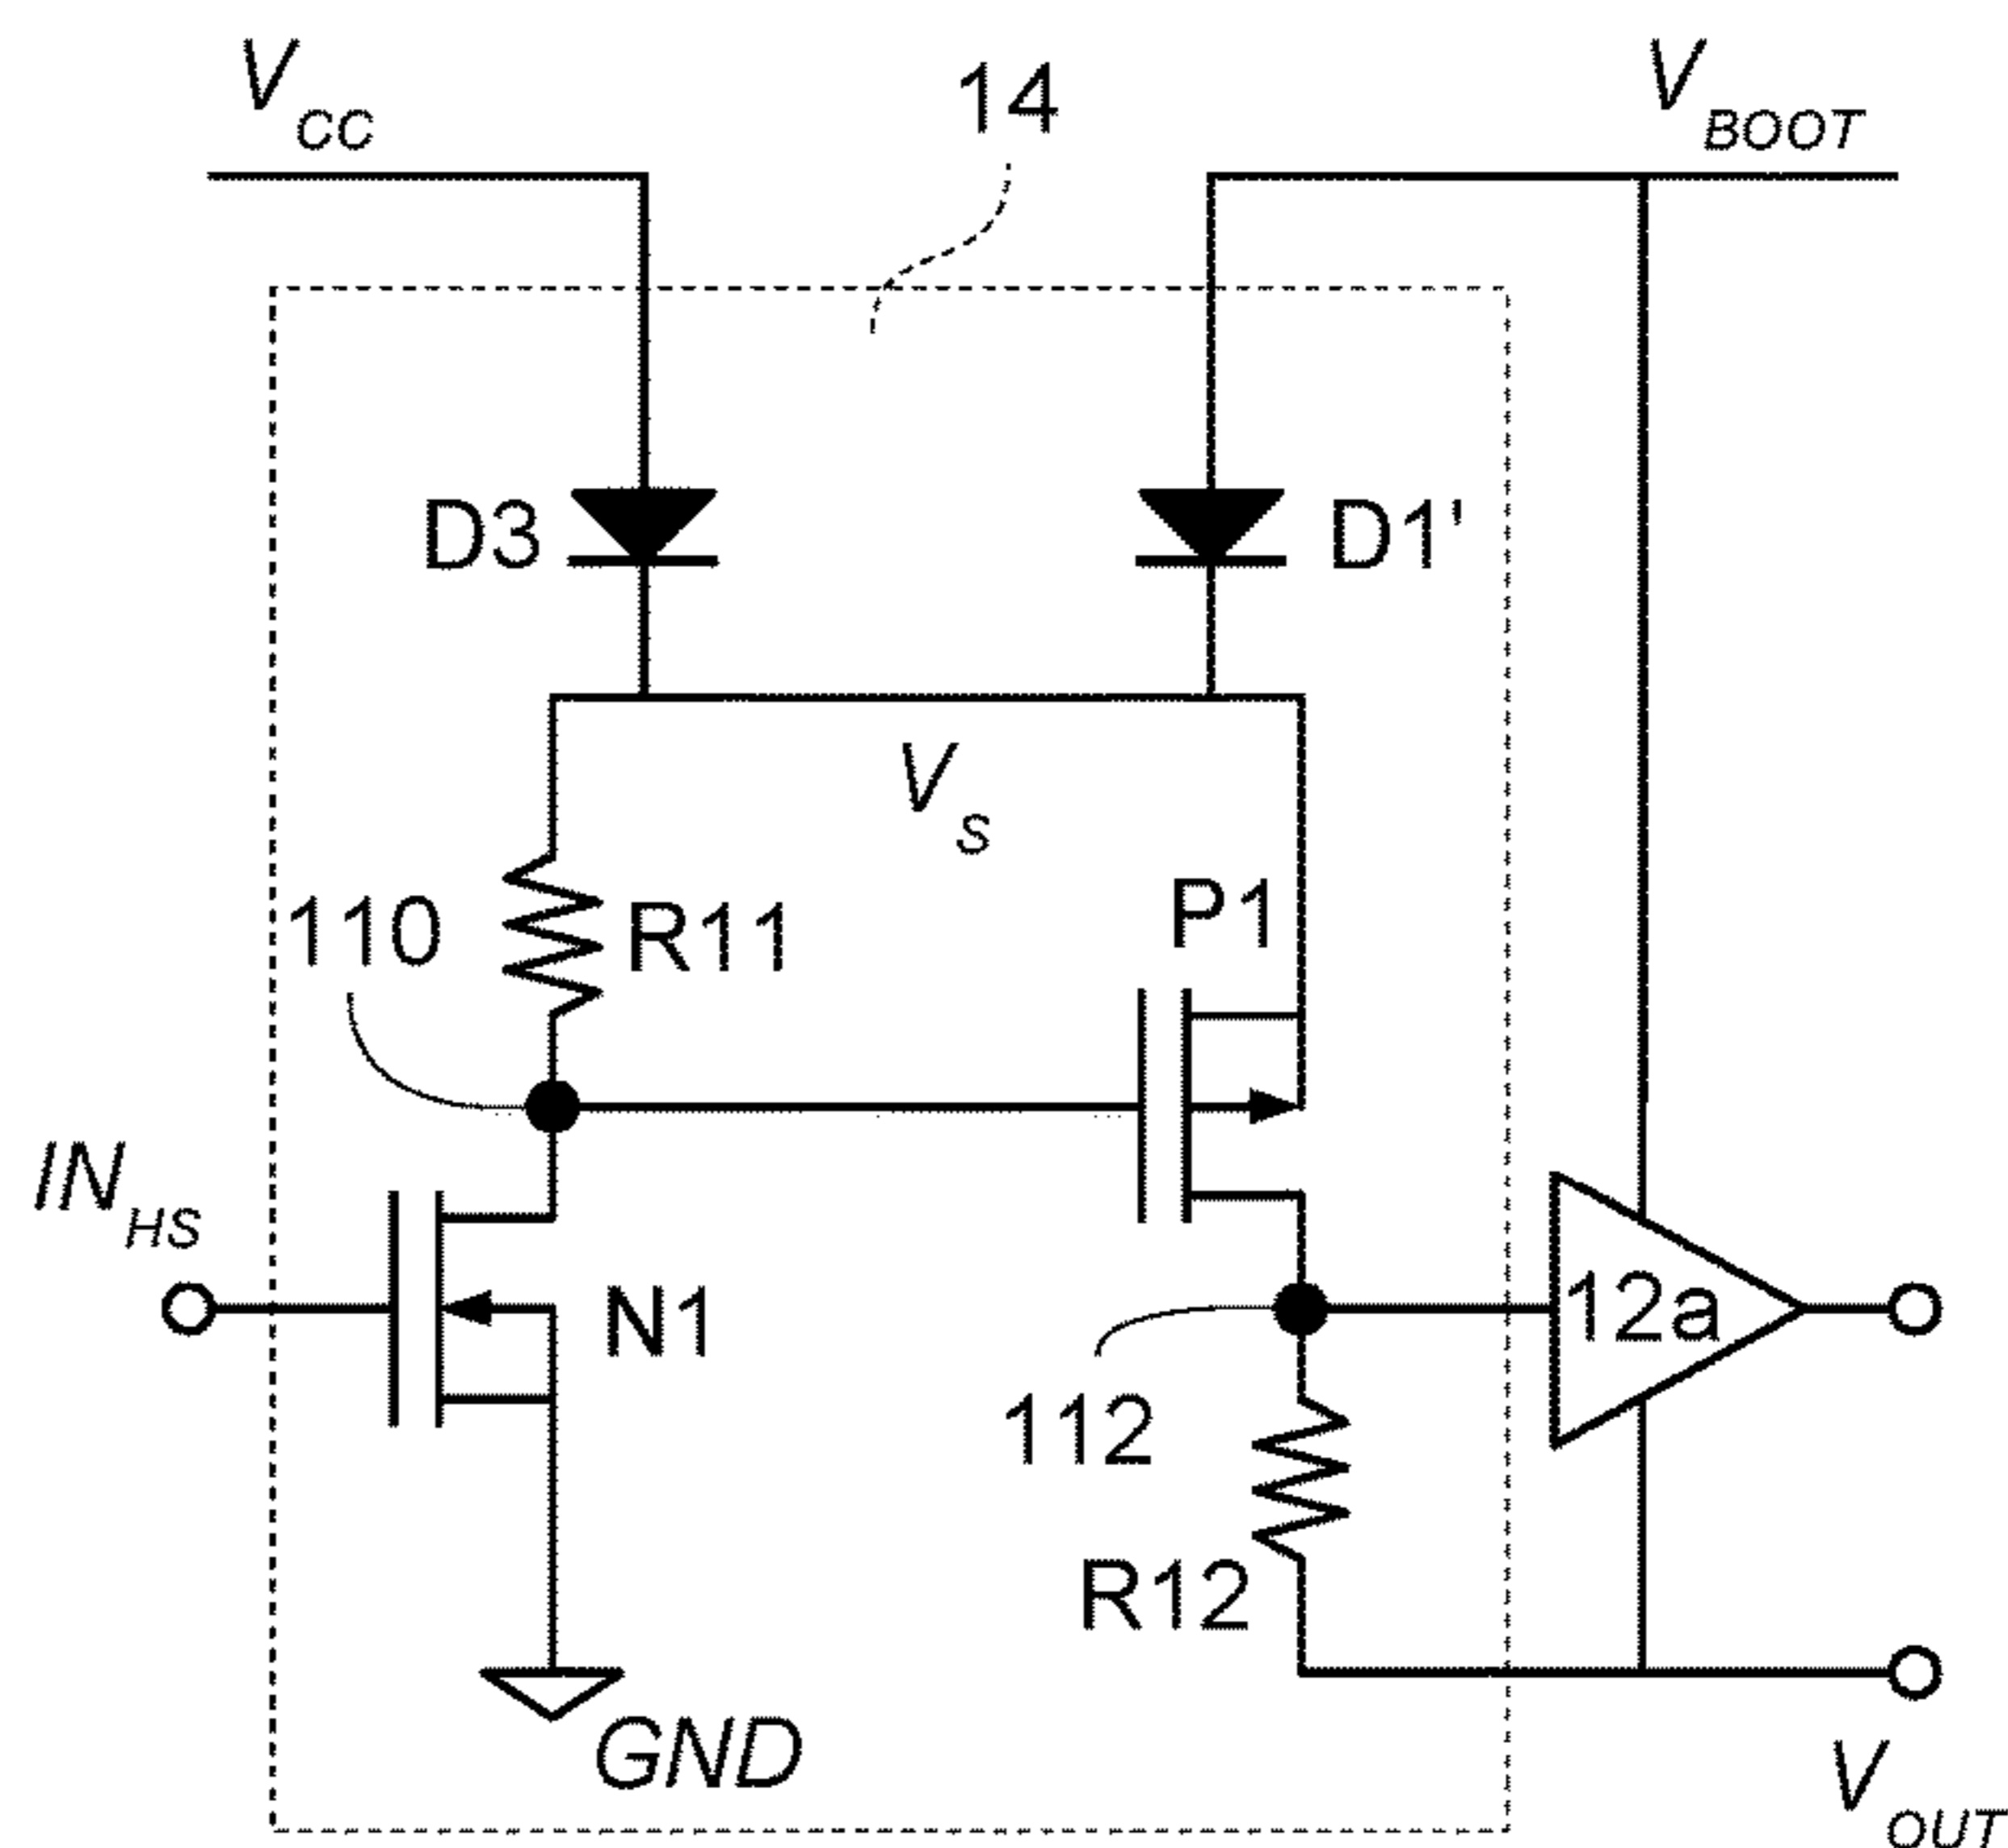 V_CC
14
V_BOOT
D3
D1'
V_S
P1
110
R11
IN_HS
N1
12a
112
R12
GND
V_OUT